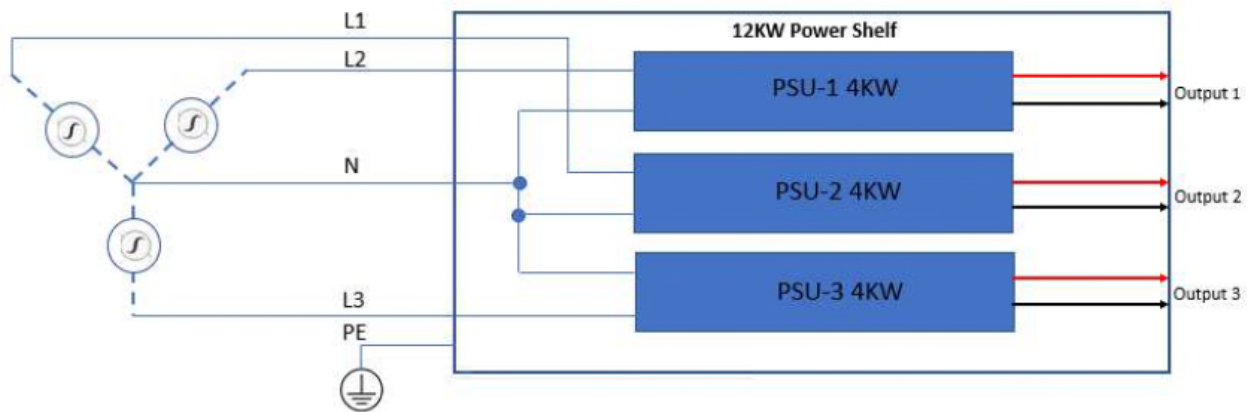 L1
12KW Power Shelf
L2
PSU-1 4KW
Output 1
N
PSU-2 4KW
Output 2
PSU-3 4KW
Output 3
L3
PE